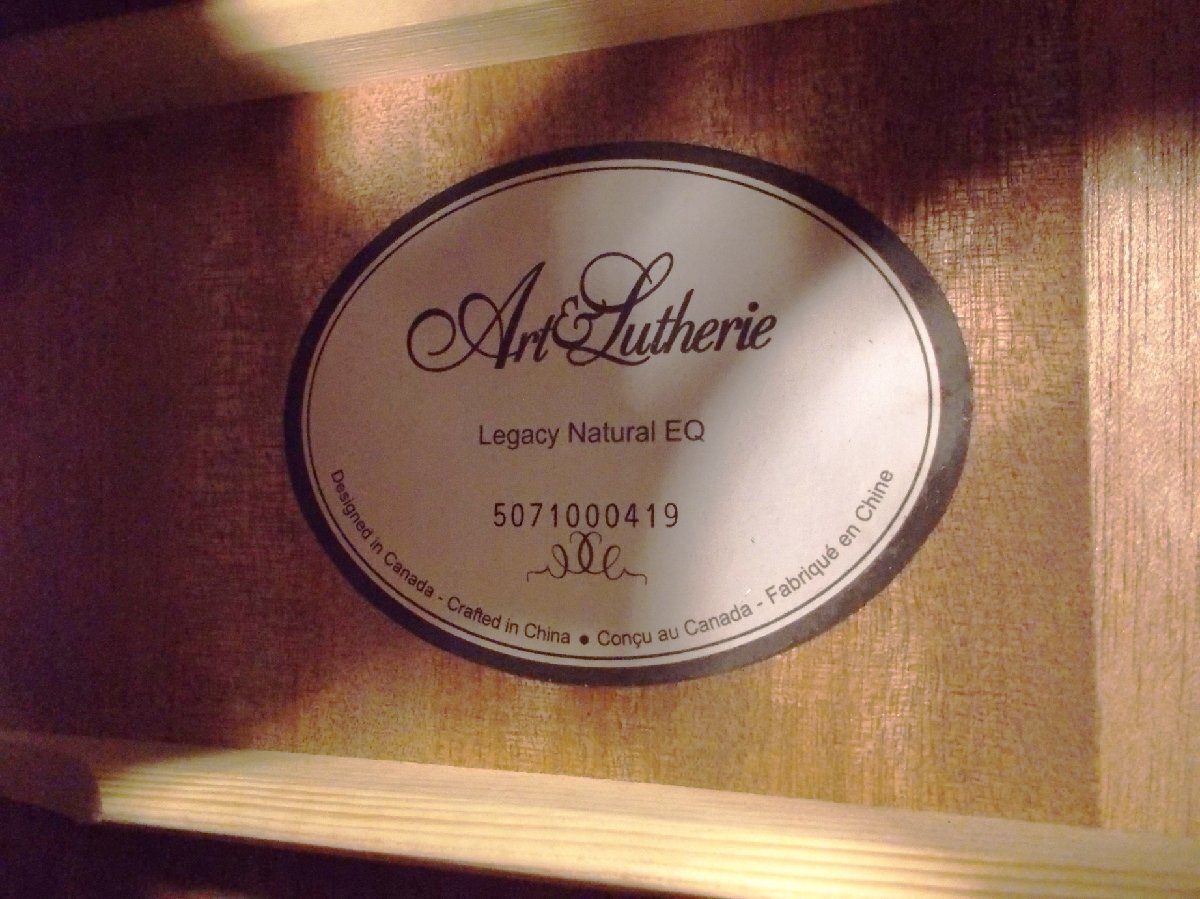 Art & Lutherie
Legacy Natural EQ
5071000419
Designed in Canada - Crafted in China ● Conçu au Canada - Fabriqué en Chine